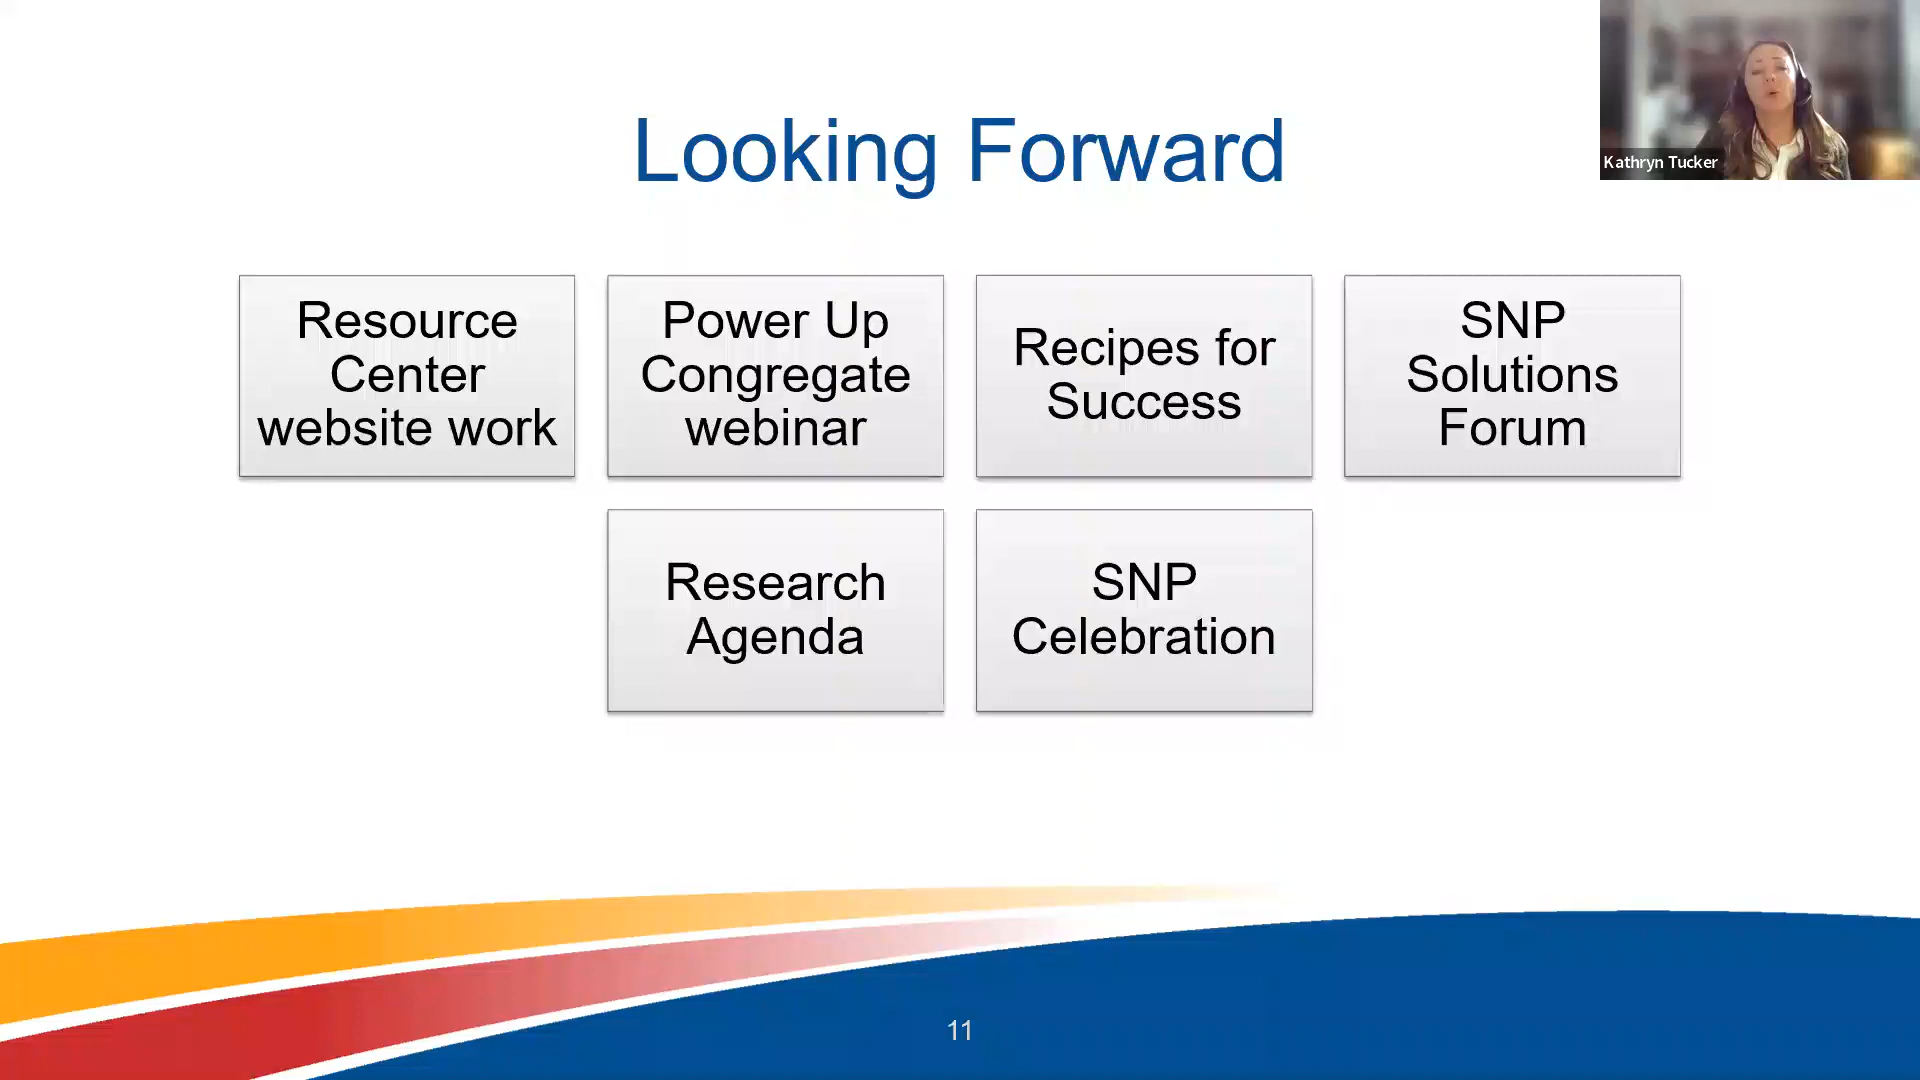 Looking Forward
Kathryn Tucker
Resource
Center
website work
Power Up
Congregate
webinar
Recipes for
Success
SNP
Solutions
Forum
Research
Agenda
SNP
Celebration
11